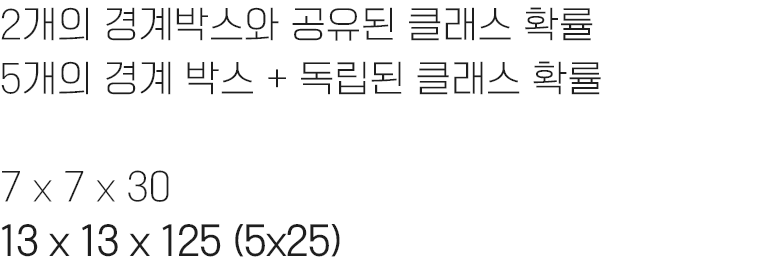 2개의 경계박스와 공유된 클래스 확률
5개의 경계 박스 + 독립된 클래스 확률
7 x 7 x 30
13 x 13 x 125 (5x25)